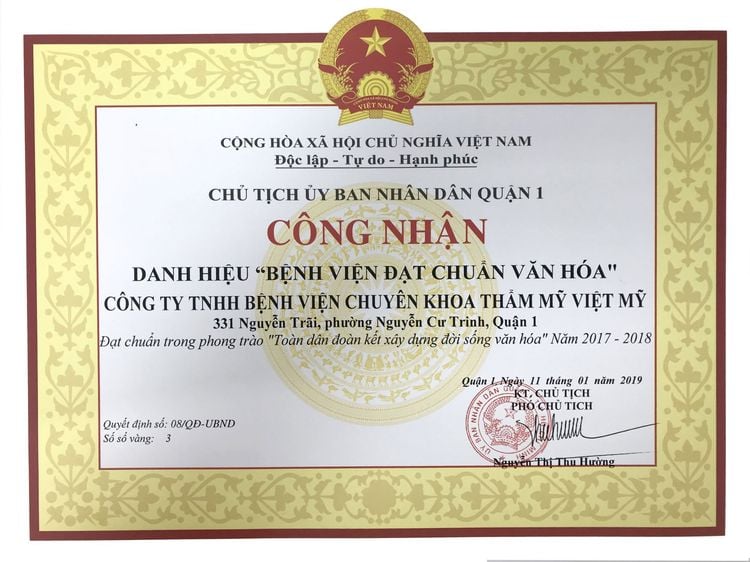 VIỆT NAM
CỘNG HÒA XÃ HỘI CHỦ NGHĨA VIỆT NAM
Độc lập - Tự do - Hạnh phúc
CHỦ TỊCH ỦY BAN NHÂN DÂN QUẬN 1
CÔNG NHẬN
DANH HIỆU “BỆNH VIỆN ĐẠT CHUẨN VĂN HÓA"
CÔNG TY TNHH BỆNH VIỆN CHUYÊN KHOA THẨM MỸ VIỆT MỸ
331 Nguyễn Trãi, phường Nguyễn Cư Trinh, Quận 1
Đạt chuẩn trong phong trào "Toàn dân đoàn kết xây dựng đời sống văn hóa" Năm 2017 - 2018
Quận 1, Ngày 11 tháng 01 năm 2019
KT. CHỦ TỊCH
PHÓ CHỦ TỊCH
Quyết định số: 08/QĐ-UBND
Số sổ vàng: 3
Nguyễn Thị Thu Hường